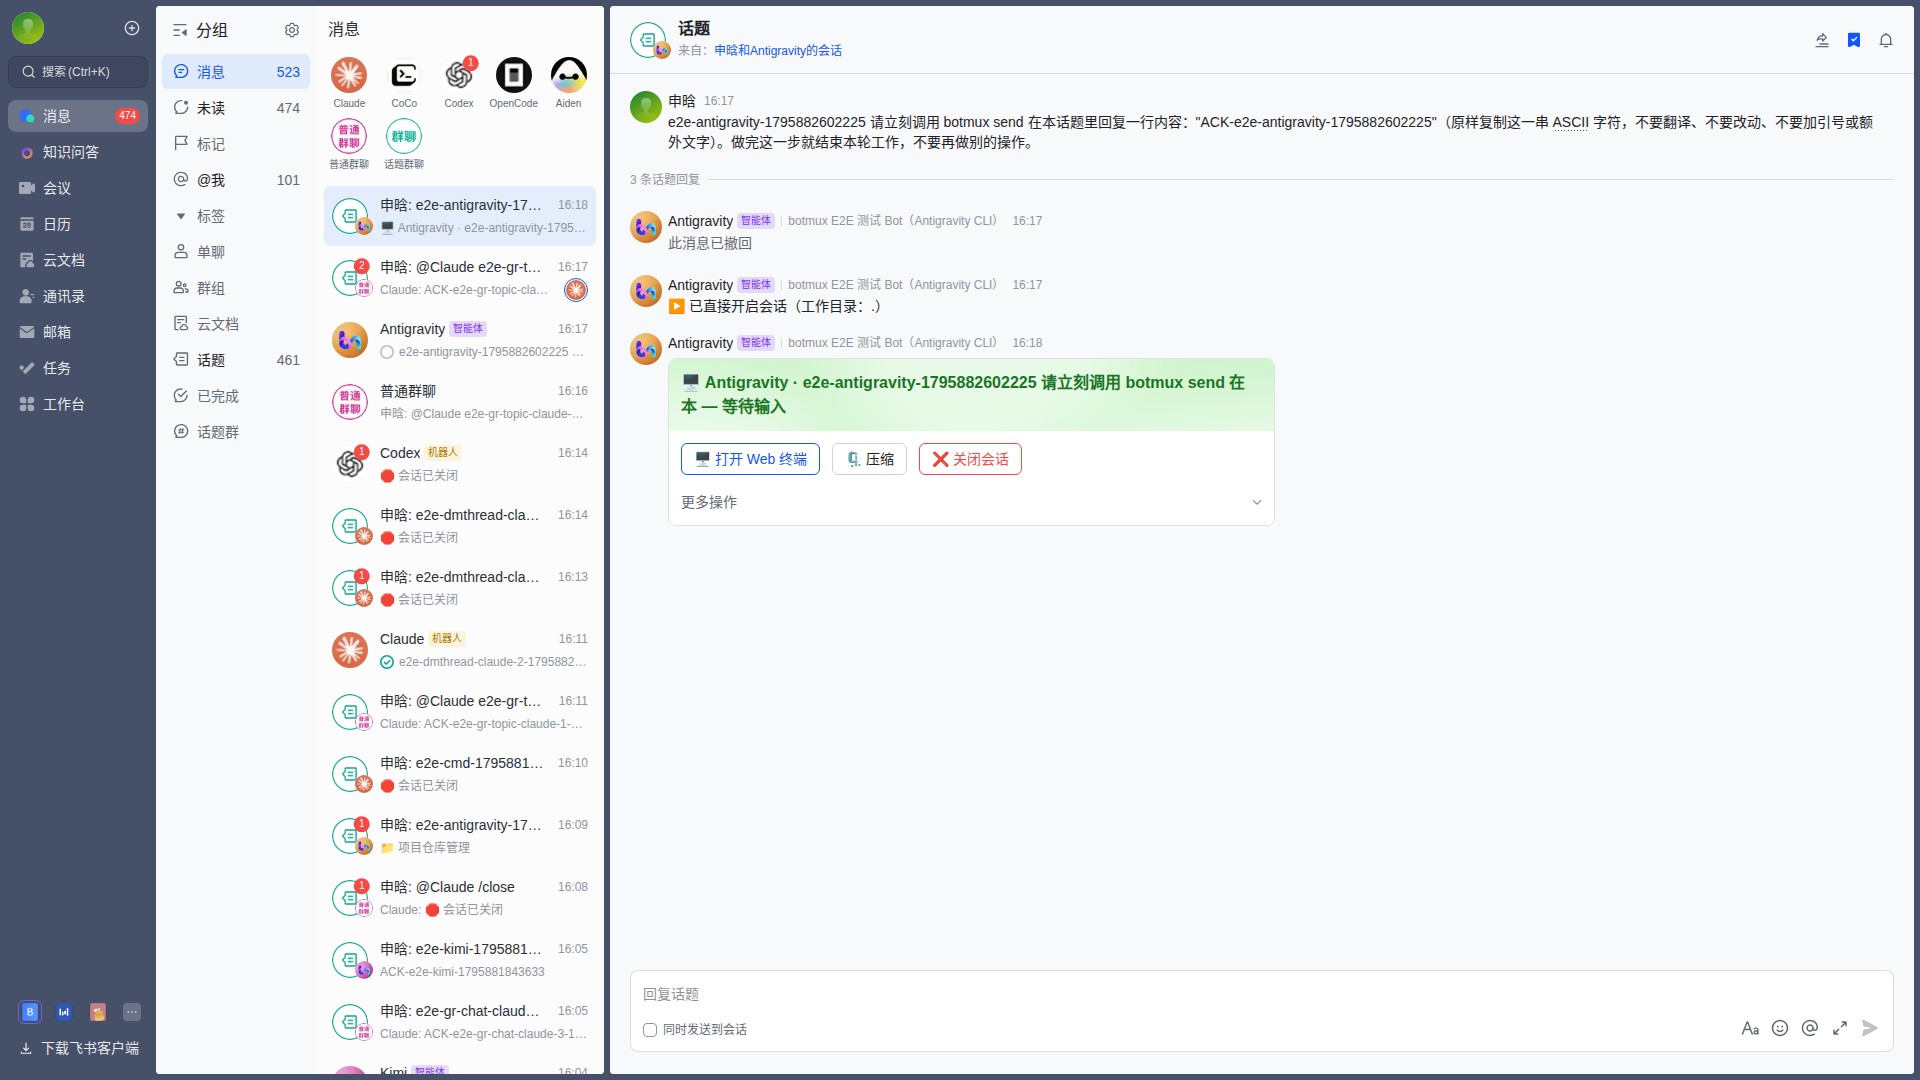 搜索 (Ctrl+K)
消息
474
知识问答
会议
日历
云文档
通讯录
邮箱
任务
工作台
下载飞书客户端
分组
消息
523
未读
474
标记
@我
101
标签
单聊
群组
云文档
话题
461
已完成
话题群
消息
Claude
CoCo
1
Codex
OpenCode
Aiden
普通
群聊
普通群聊
群聊
话题群聊
申晗: e2e-antigravity-17...
16:18
🖥️ Antigravity · e2e-antigravity-1795...
2
申晗: @Claude e2e-gr-t...
16:17
Claude: ACK-e2e-gr-topic-cla...
Antigravity 智能体
16:17
e2e-antigravity-1795882602225 ...
普通
群聊
普通群聊
16:16
申晗: @Claude e2e-gr-topic-claude-...
1
Codex 机器人
16:14
会话已关闭
申晗: e2e-dmthread-cla...
16:14
会话已关闭
1
申晗: e2e-dmthread-cla...
16:13
会话已关闭
Claude 机器人
16:11
e2e-dmthread-claude-2-1795882...
申晗: @Claude e2e-gr-t...
16:11
Claude: ACK-e2e-gr-topic-claude-1-...
申晗: e2e-cmd-1795881...
16:10
会话已关闭
1
申晗: e2e-antigravity-17...
16:09
📁 项目仓库管理
1
申晗: @Claude /close
16:08
Claude: 🛑 会话已关闭
申晗: e2e-kimi-1795881...
16:05
ACK-e2e-kimi-1795881843633
申晗: e2e-gr-chat-claud...
16:05
Claude: ACK-e2e-gr-chat-claude-3-1...
Kimi 智能体
16:04
话题
来自：申晗和Antigravity的会话
申晗 16:17
e2e-antigravity-1795882602225 请立刻调用 botmux send 在本话题里回复一行内容："ACK-e2e-antigravity-1795882602225"（原样复制这一串 ASCII 字符，不要翻译、不要改动、不要加引号或额
外文字）。做完这一步就结束本轮工作，不要再做别的操作。
3 条话题回复
Antigravity 智能体 | botmux E2E 测试 Bot（Antigravity CLI） 16:17
此消息已撤回
Antigravity 智能体 | botmux E2E 测试 Bot（Antigravity CLI） 16:17
▶️ 已直接开启会话（工作目录：.）
Antigravity 智能体 | botmux E2E 测试 Bot（Antigravity CLI） 16:18
🖥️ Antigravity · e2e-antigravity-1795882602225 请立刻调用 botmux send 在
本 — 等待输入
🖥️ 打开 Web 终端
🗜️ 压缩
❌ 关闭会话
更多操作
回复话题
同时发送到会话